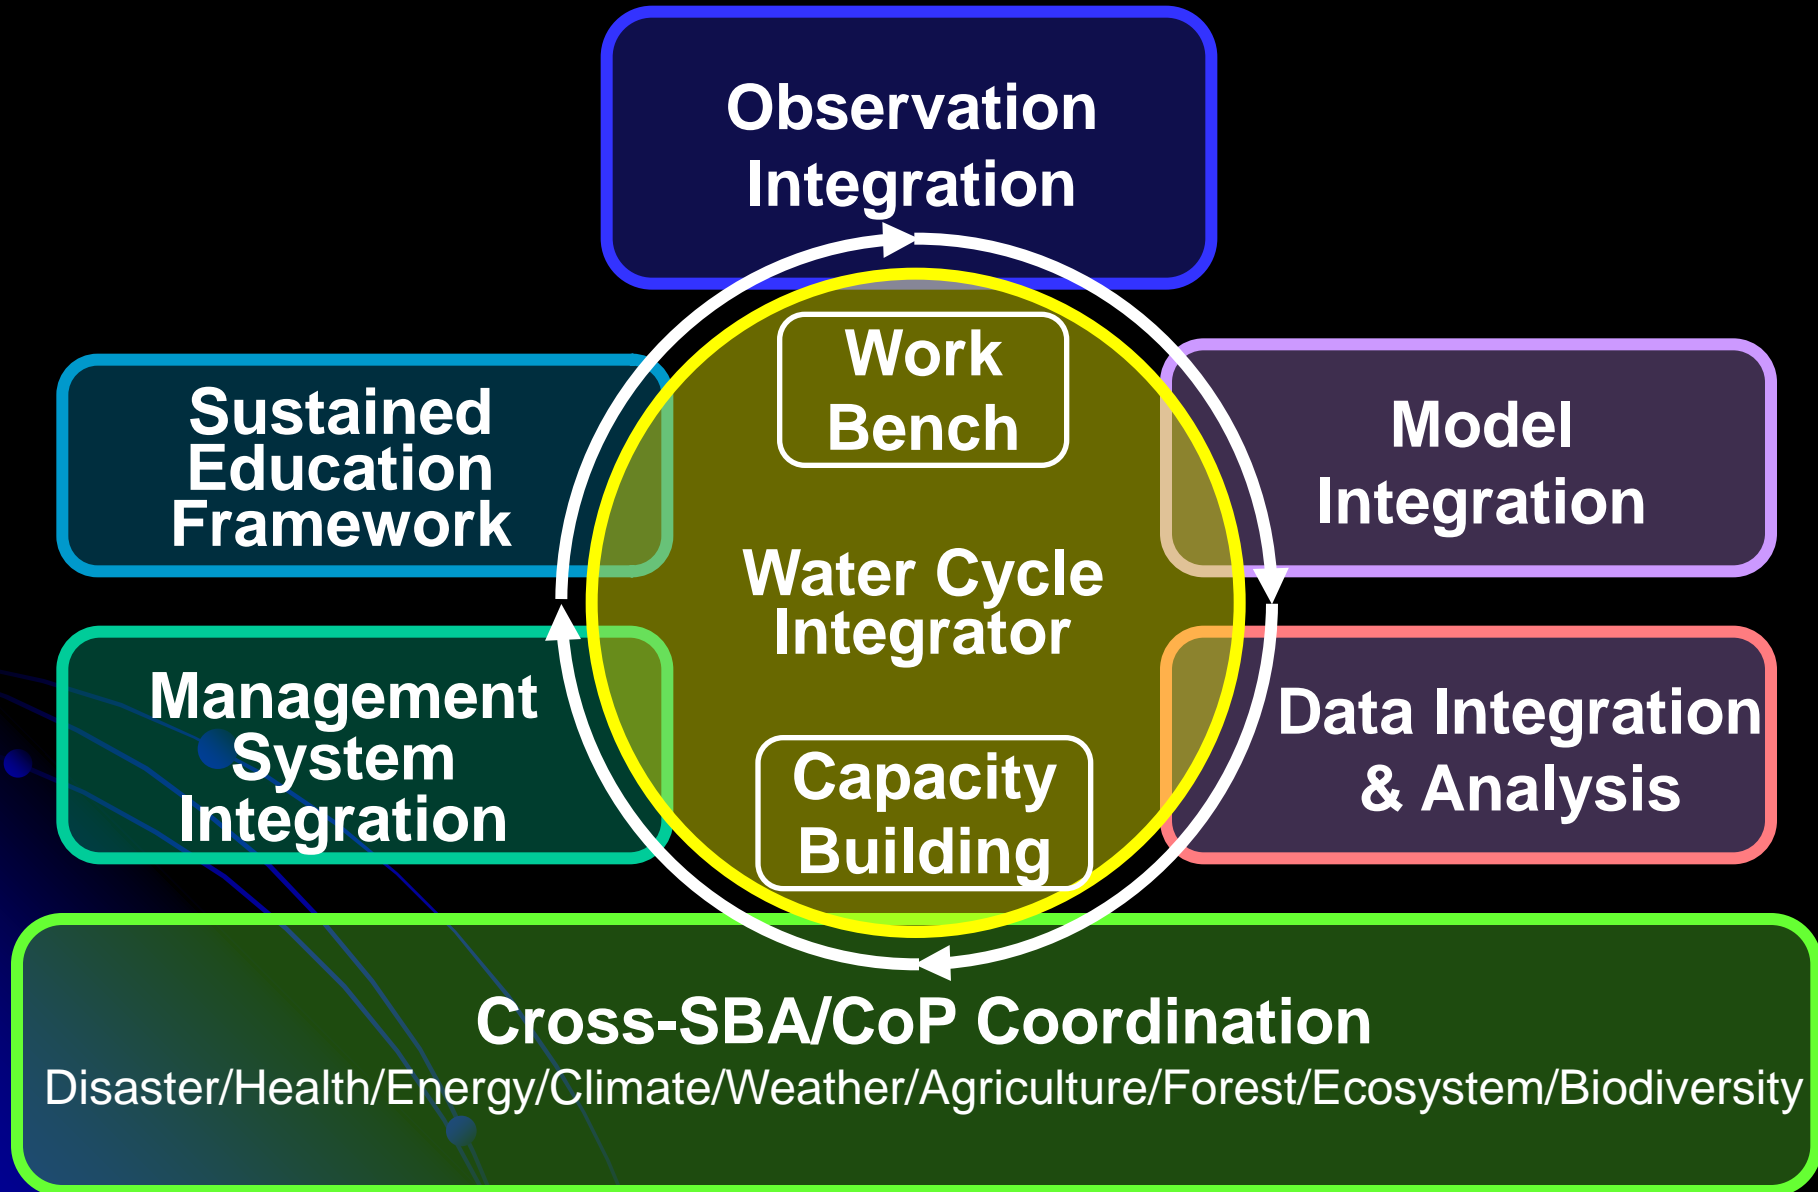 Observation
Integration
Work
Bench
Sustained
Education
Framework
Model
Integration
Water Cycle
Integrator
Management
System
Integration
Data Integration
& Analysis
Capacity
Building
Cross-SBA/CoP Coordination
Disaster/Health/Energy/Climate/Weather/Agriculture/Forest/Ecosystem/Biodiversity